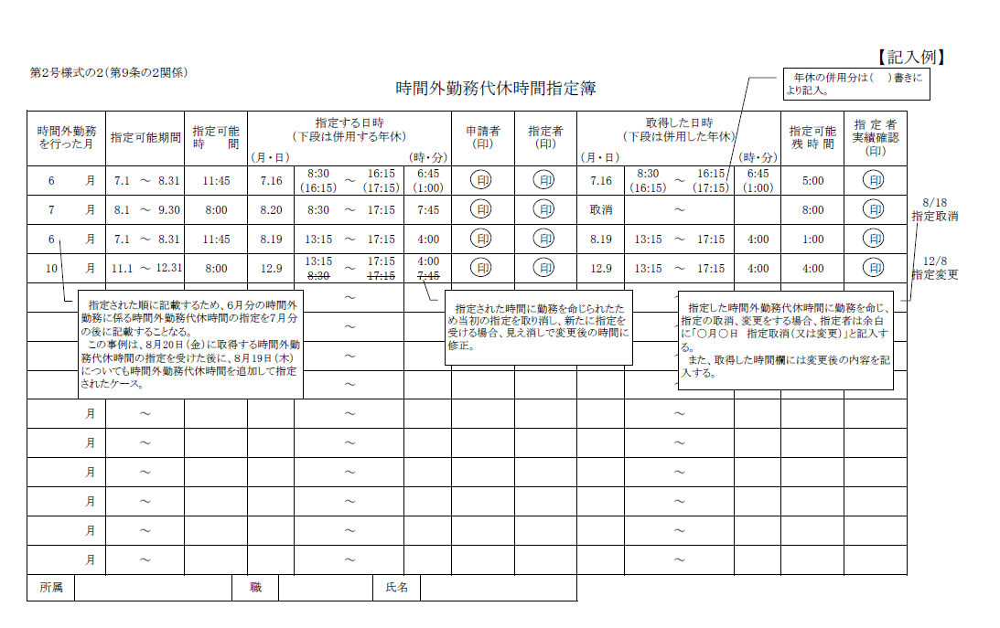 【記入例】
第2号様式の2(第9条の2関係)
年休の併用分は( )書きに
より記入。
時間外勤務代休時間指定簿
時間外勤務
を行った月
指定可能期間
指定可能
時 間
指定する日時
(下段は併用する年休)
(月・日) (時・分)
申請者
(印)
指定者
(印)
取得した日時
(下段は併用した年休)
(月・日) (時・分)
指定可能
残時間
指定者
実績確認
(印)
6 月 7.1 ~ 8.31 11:45 7.16 8:30 ~ 16:15 6:45 印 印 7.16 8:30 ~ 16:15 6:45 5:00 印
(16:15) (17:15) (1:00) (16:15) (17:15) (1:00)
7 月 8.1 ~ 9.30 8:00 8.20 8:30 ~ 17:15 7:45 印 印 取消 ~ 8:00 印
8/18
指定取消
6 月 7.1 ~ 8.31 11:45 8.19 13:15 ~ 17:15 4:00 印 印 8.19 13:15 ~ 17:15 4:00 1:00 印
10 月 11.1 ~ 12.31 8:00 12.9 13:15 ~ 17:15 4:00 印 印 12.9 13:15 ~ 17:15 4:00 4:00 印
8:30 17:15 7:45
12/8
指定変更
指定された順に記載するため、6月分の時間外
勤務に係る時間外勤務代休時間の指定を7月分
の後に記載することなる。
この事例は、8月20日(金)に取得する時間外勤
務代休時間の指定を受けた後に、8月19日(木)
についても時間外勤務代休時間を追加して指定
されたケース。
指定された時間に勤務を命じられたた
め当初の指定を取り消し、新たに指定を
受ける場合、見え消しで変更後の時間に
修正。
指定した時間外勤務代休時間に勤務を命じ、
指定の取消、変更をする場合、指定者は余白
に「○月○日 指定取消(又は変更)」と記入す
る。
また、取得した時間欄には変更後の内容を記
入する。
~ ~
~ ~
~ ~
~ ~
月 ~ ~ ~
月 ~ ~ ~
月 ~ ~ ~
月 ~ ~ ~
月 ~ ~ ~
月 ~ ~ ~
所属 職 氏名